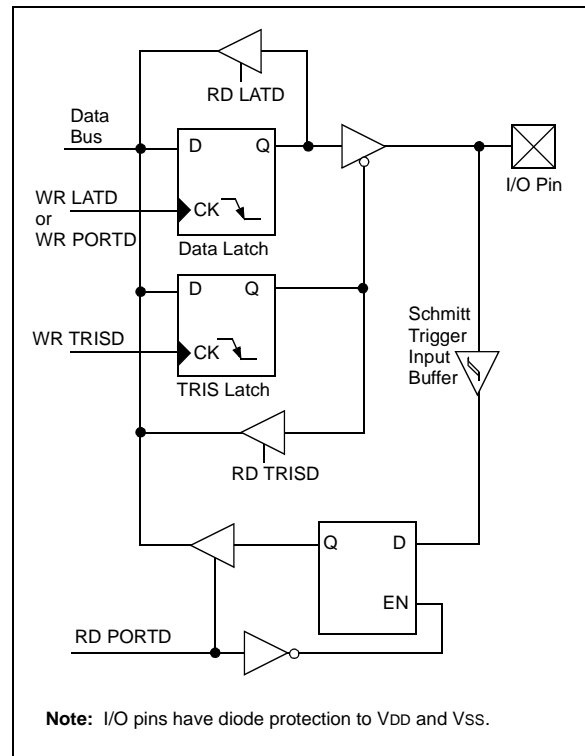 RD LATD
Data
Bus
D Q
I/O Pin
WR LATD
or
WR PORTD
CK
Data Latch
D Q
WR TRISD
CK
TRIS Latch
Schmitt
Trigger
Input
Buffer
RD TRISD
Q D
EN
RD PORTD
Note: I/O pins have diode protection to VDD and VSS.